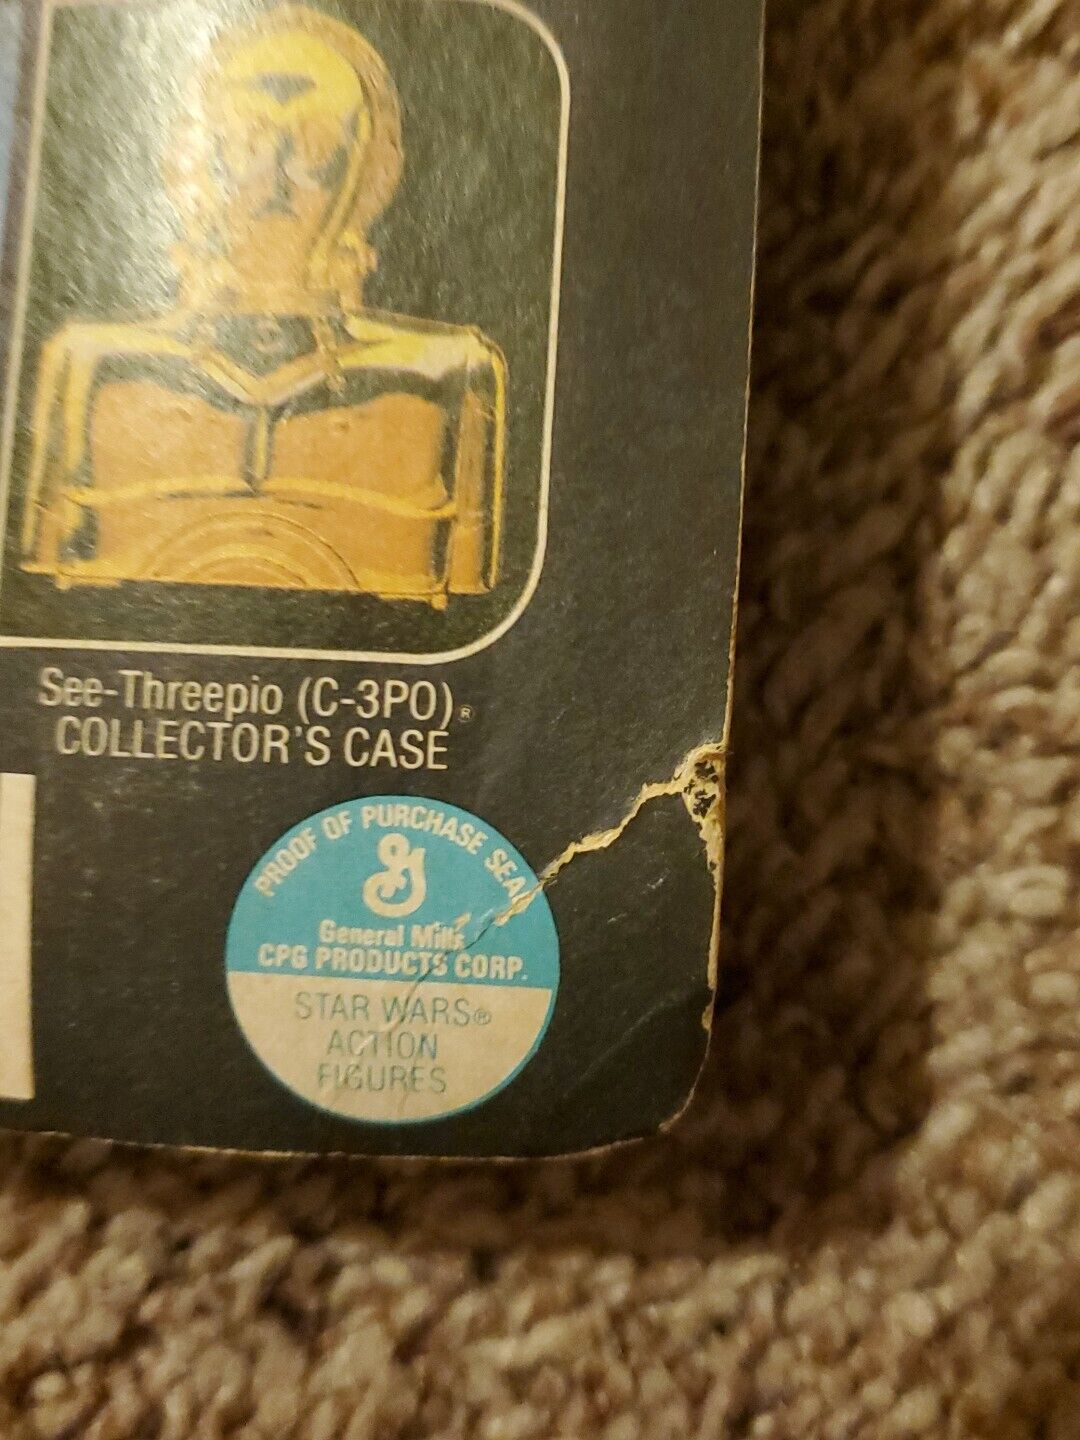 See-Threepio (C-3PO)®
COLLECTOR'S CASE
PROOF OF PURCHASE SEAL
G
General Mills
CPG PRODUCTS CORP.
STAR WARS®
ACTION
FIGURES